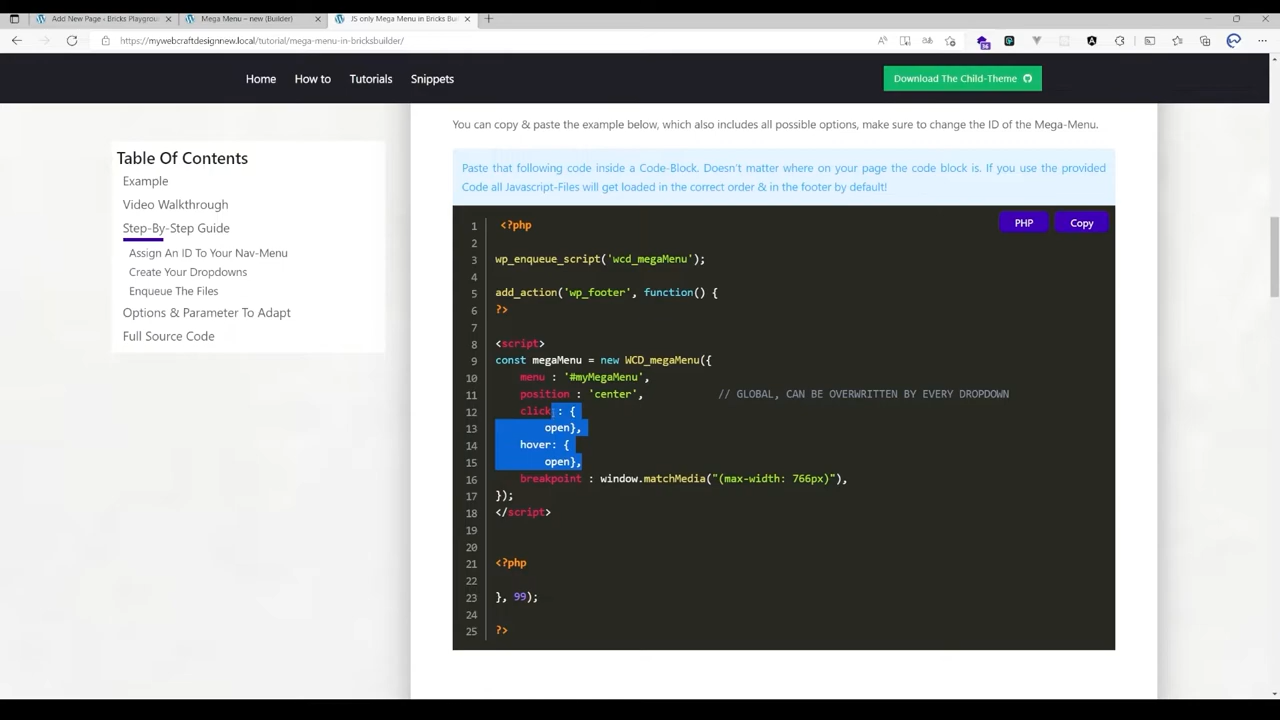 Add New Page ‹ Bricks Playgroun
Mega Menu – new (Builder)
JS only Mega Menu in Bricks Buil
https://mywebcraftdesignnew.local/tutorial/mega-menu-in-bricksbuilder/
Home
How to
Tutorials
Snippets
Download The Child-Theme
Table Of Contents
Example
Video Walkthrough
Step-By-Step Guide
Assign An ID To Your Nav-Menu
Create Your Dropdowns
Enqueue The Files
Options & Parameter To Adapt
Full Source Code
You can copy & paste the example below, which also includes all possible options, make sure to change the ID of the Mega-Menu.
Paste that following code inside a Code-Block. Doesn't matter where on your page the code block is. If you use the provided
Code all Javascript-Files will get loaded in the correct order & in the footer by default!
PHP
Copy
1 <?php
2
3 wp_enqueue_script('wcd_megaMenu');
4
5 add_action('wp_footer', function() {
6 ?>
7
8 <script>
9 const megaMenu = new WCD_megaMenu({
10 menu : '#myMegaMenu',
11 position : 'center', // GLOBAL, CAN BE OVERWRITTEN BY EVERY DROPDOWN
12 click : {
13 open},
14 hover: {
15 open},
16 breakpoint : window.matchMedia("(max-width: 766px)"),
17 });
18 </script>
19
20
21 <?php
22
23 }, 99);
24
25 ?>